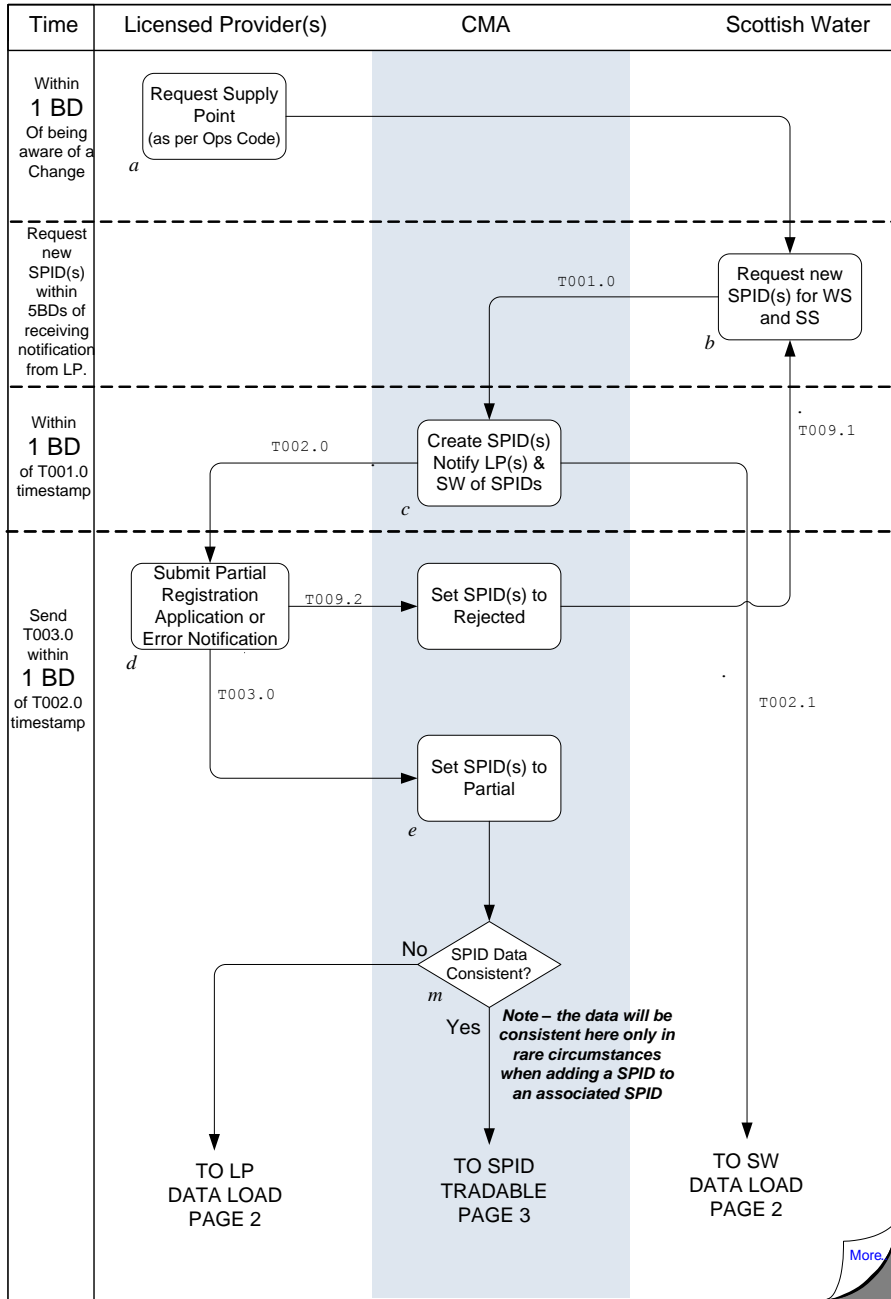 Time
Licensed Provider(s)
CMA
Scottish Water
Within
1 BD
Of being
aware of a
Change
Request Supply
Point
(as per Ops Code)
a
Request
new
SPID(s)
within
5BDs of
receiving
notification
from LP.
T001.0
Request new
SPID(s) for WS
and SS
b
Within
1 BD
of T001.0
timestamp
T002.0
Create SPID(s)
Notify LP(s) &
SW of SPIDs
c
T009.1
Send
T003.0
within
1 BD
of T002.0
timestamp
Submit Partial
Registration
Application or
Error Notification
d
T009.2
Set SPID(s) to
Rejected
T003.0
T002.1
Set SPID(s) to
Partial
e
No
SPID Data
Consistent?
m
Yes
Note – the data will be
consistent here only in
rare circumstances
when adding a SPID to
an associated SPID
TO LP
DATA LOAD
PAGE 2
TO SPID
TRADABLE
PAGE 3
TO SW
DATA LOAD
PAGE 2
More.